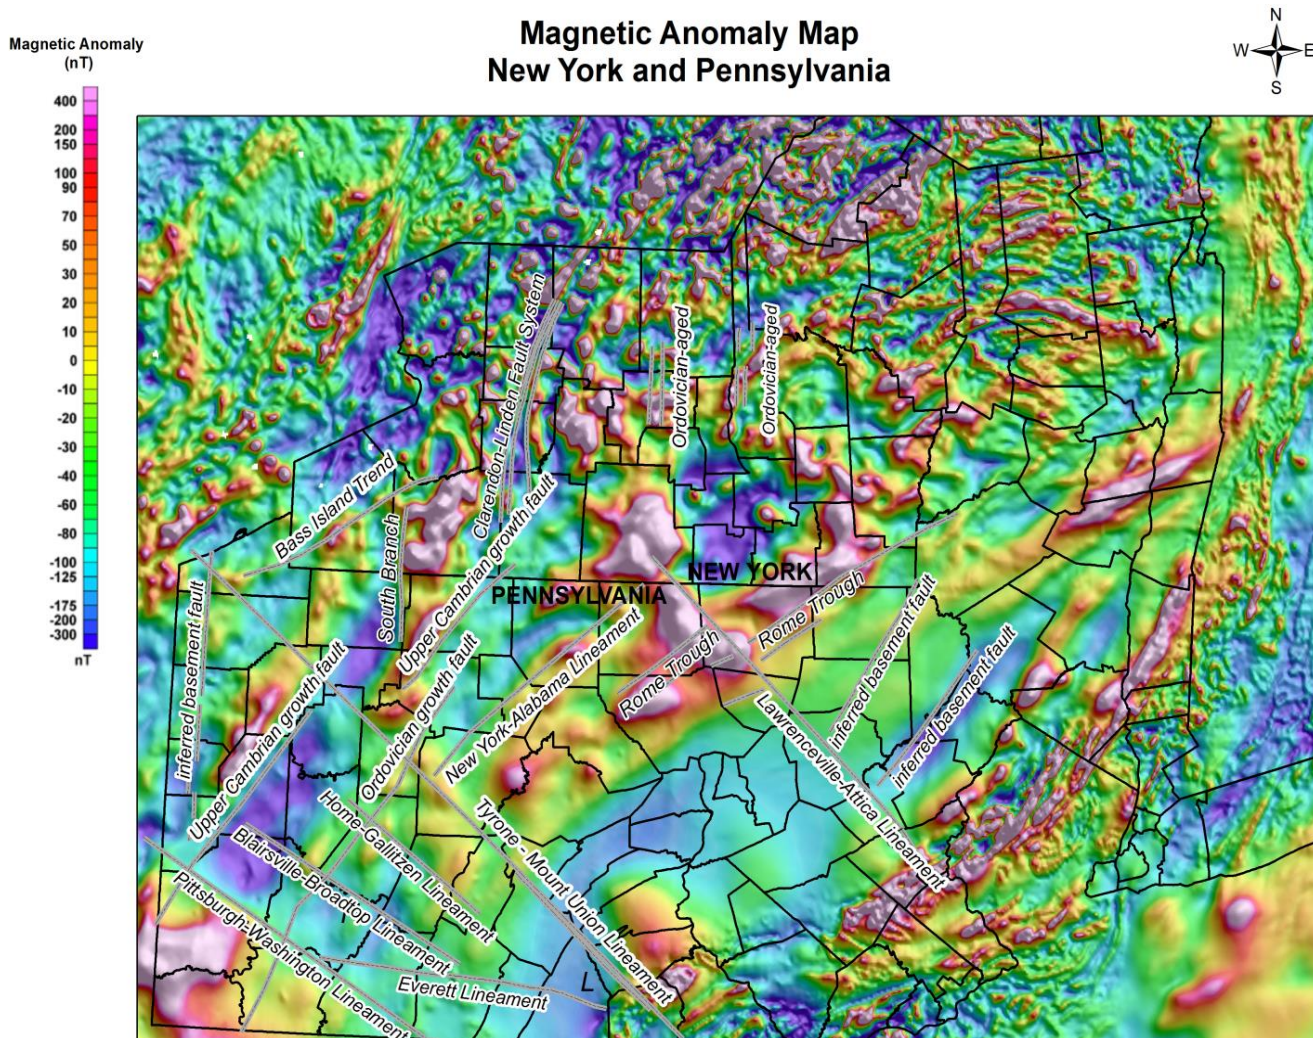 Magnetic Anomaly Map
New York and Pennsylvania
N
W E
S
Magnetic Anomaly
(nT)
400
200
150
100
90
70
50
30
20
10
0
-10
-20
-30
-40
-60
-80
-100
-125
-175
-200
-300
nT
Clarendon-Linden Fault System
Ordovician-aged
Ordovician-aged
Bass Island Trend
South Branch
Upper Cambrian growth fault
NEW YORK
PENNSYLVANIA
inferred basement fault
Upper Cambrian growth fault
Ordovician growth fault
New York-Alabama Lineament
Rome Trough
Rome Trough
inferred basement fault
inferred basement fault
Lawrenceville-Attica Lineament
Home-Gallitzen Lineament
Tyrone - Mount Union Lineament
Blairsville-Broadtop Lineament
Pittsburgh-Washington Lineament
Everett Lineament
L